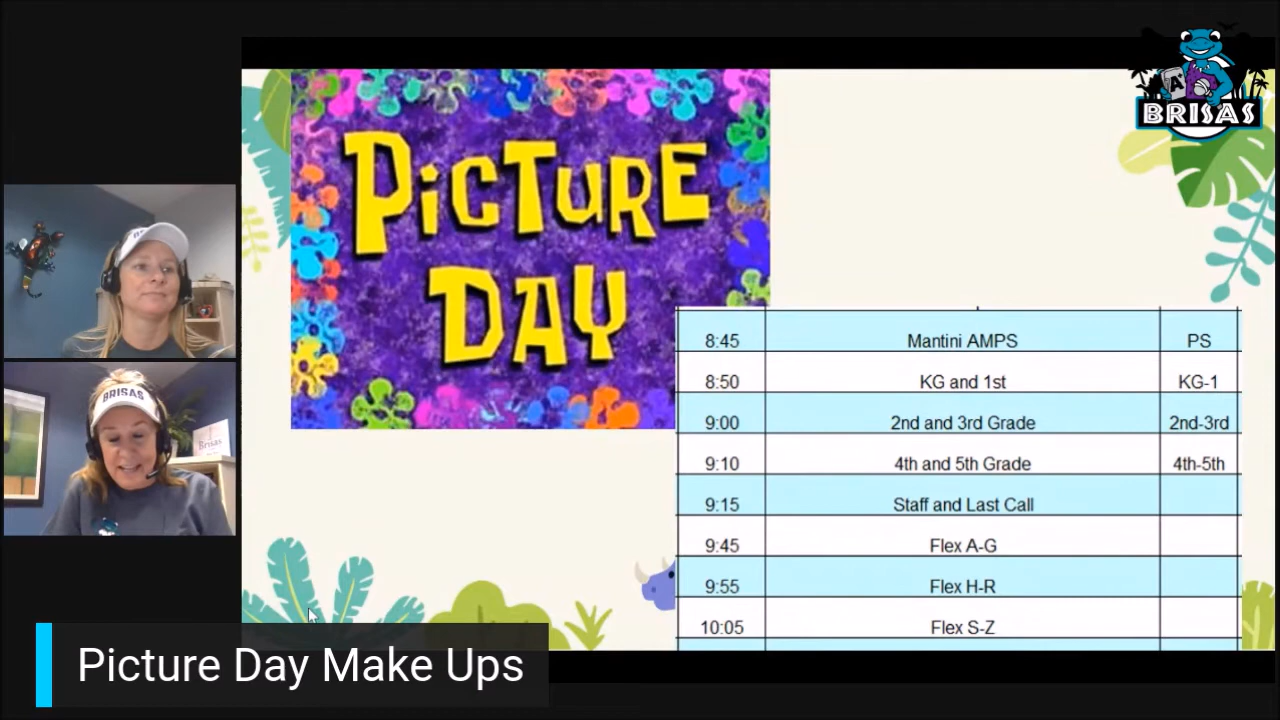 BRISAS
PiCTURE
DAY
8:45 Mantini AMPS PS
8:50 KG and 1st KG-1
9:00 2nd and 3rd Grade 2nd-3rd
9:10 4th and 5th Grade 4th-5th
9:15 Staff and Last Call
9:45 Flex A-G
9:55 Flex H-R
10:05 Flex S-Z
BRISAS
Brisas
Picture Day Make Ups